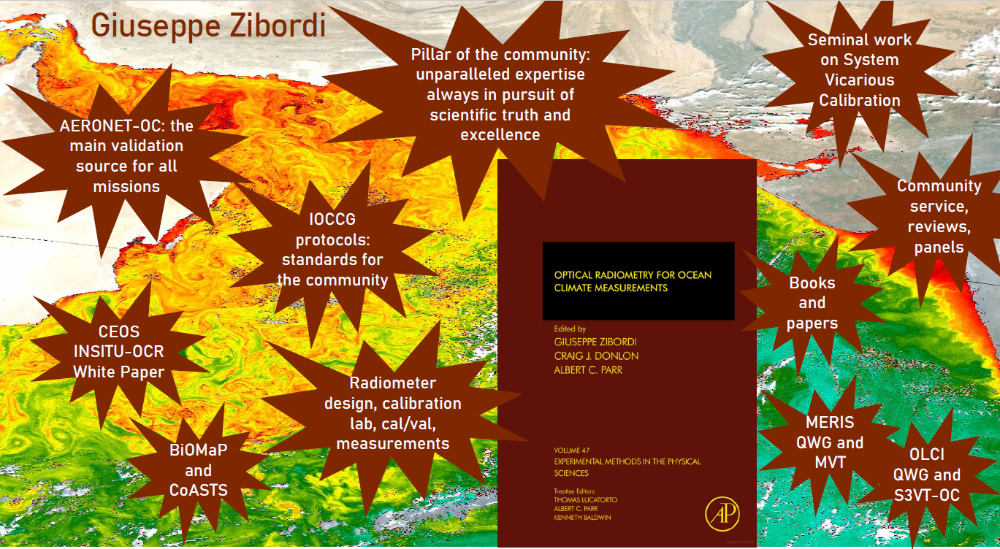 Giuseppe Zibordi
Pillar of the community:
unparalleled expertise
always in pursuit of
scientific truth and
excellence
Seminal work
on System
Vicarious
Calibration
AERONET-OC: the
main validation
source for all
missions
Community
service,
reviews,
panels
IOCCG
protocols:
standards for
the community
OPTICAL RADIOMETRY FOR OCEAN
CLIMATE MEASUREMENTS
Books
and
papers
Edited by
GIUSEPPE ZIBORDI
CRAIG J. DONLON
ALBERT C. PARR
CEOS
INSITU-OCR
White Paper
Radiometer
design, calibration
lab, cal/val,
measurements
BiOMaP
and
CoASTS
MERIS
QWG and
MVT
OLCI
QWG and
S3VT-OC
VOLUME 47
EXPERIMENTAL METHODS IN THE PHYSICAL
SCIENCES
Treatise Editors
THOMAS LUCATORTO
ALBERT C. PARR
KENNETH BALDWIN
AP